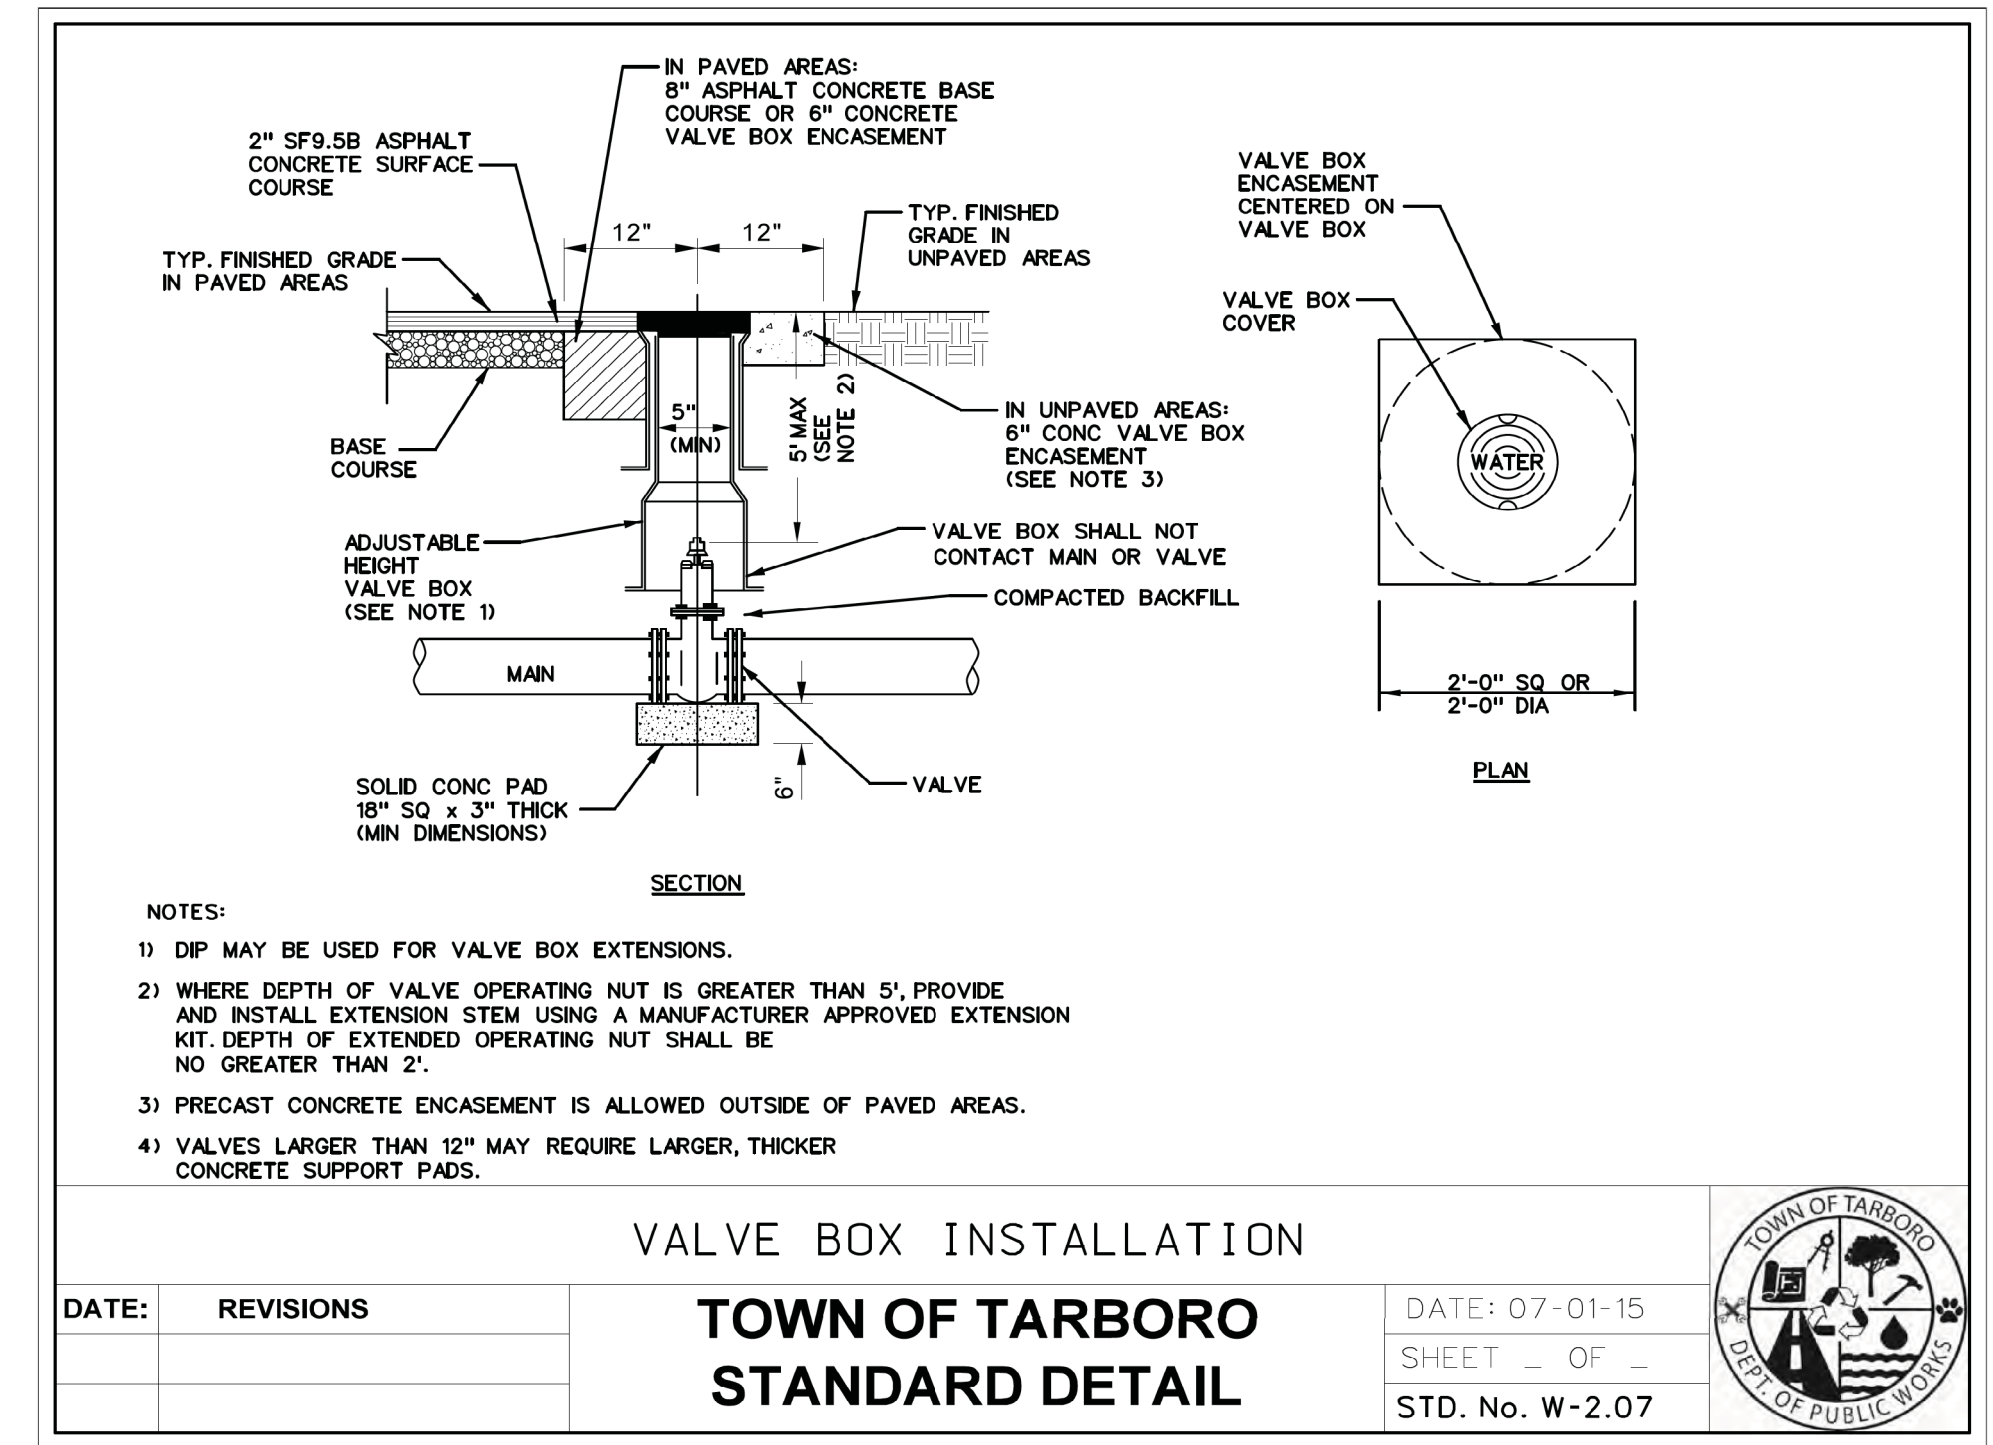 IN PAVED AREAS:
8" ASPHALT CONCRETE BASE
COURSE OR 6" CONCRETE
VALVE BOX ENCASEMENT
2" SF9.5B ASPHALT
CONCRETE SURFACE
COURSE
TYP. FINISHED GRADE
IN PAVED AREAS
12"
12"
TYP. FINISHED
GRADE IN
UNPAVED AREAS
BASE
COURSE
5"
(MIN)
5' MAX
(SEE
NOTE 2)
IN UNPAVED AREAS:
6" CONC VALVE BOX
ENCASEMENT
(SEE NOTE 3)
ADJUSTABLE
HEIGHT
VALVE BOX
(SEE NOTE 1)
VALVE BOX SHALL NOT
CONTACT MAIN OR VALVE
COMPACTED BACKFILL
MAIN
6"
VALVE
SOLID CONC PAD
18" SQ x 3" THICK
(MIN DIMENSIONS)
SECTION
VALVE BOX
ENCASEMENT
CENTERED ON
VALVE BOX
VALVE BOX
COVER
WATER
2'-0" SQ OR
2'-0" DIA
PLAN
NOTES:
1) DIP MAY BE USED FOR VALVE BOX EXTENSIONS.
2) WHERE DEPTH OF VALVE OPERATING NUT IS GREATER THAN 5', PROVIDE
AND INSTALL EXTENSION STEM USING A MANUFACTURER APPROVED EXTENSION
KIT. DEPTH OF EXTENDED OPERATING NUT SHALL BE
NO GREATER THAN 2'.
3) PRECAST CONCRETE ENCASEMENT IS ALLOWED OUTSIDE OF PAVED AREAS.
4) VALVES LARGER THAN 12" MAY REQUIRE LARGER, THICKER
CONCRETE SUPPORT PADS.
VALVE BOX INSTALLATION
DATE: REVISIONS
TOWN OF TARBORO
STANDARD DETAIL
DATE: 07-01-15
SHEET _ OF _
STD. No. W-2.07
TOWN OF TARBORO
DEPT. OF PUBLIC WORKS